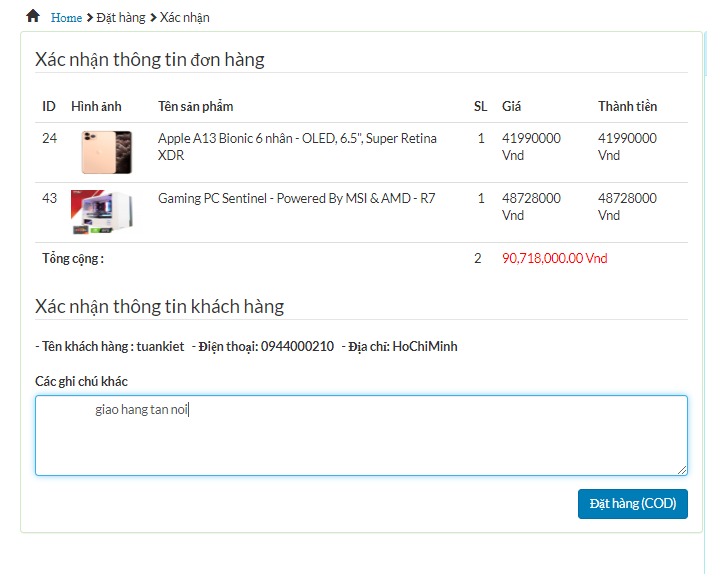 Home > Đặt hàng > Xác nhận
Xác nhận thông tin đơn hàng
ID Hình ảnh Tên sản phẩm SL Giá Thành tiền
24 Apple A13 Bionic 6 nhân - OLED, 6.5", Super Retina 1 41990000 41990000
XDR Vnd Vnd
43 Gaming PC Sentinel - Powered By MSI & AMD - R7 1 48728000 48728000
Vnd Vnd
Tổng cộng : 2 90,718,000.00 Vnd
Xác nhận thông tin khách hàng
- Tên khách hàng : tuankiet - Điện thoại: 0944000210 - Địa chỉ: HoChiMinh
Các ghi chú khác
giao hang tan noi
Đặt hàng (COD)